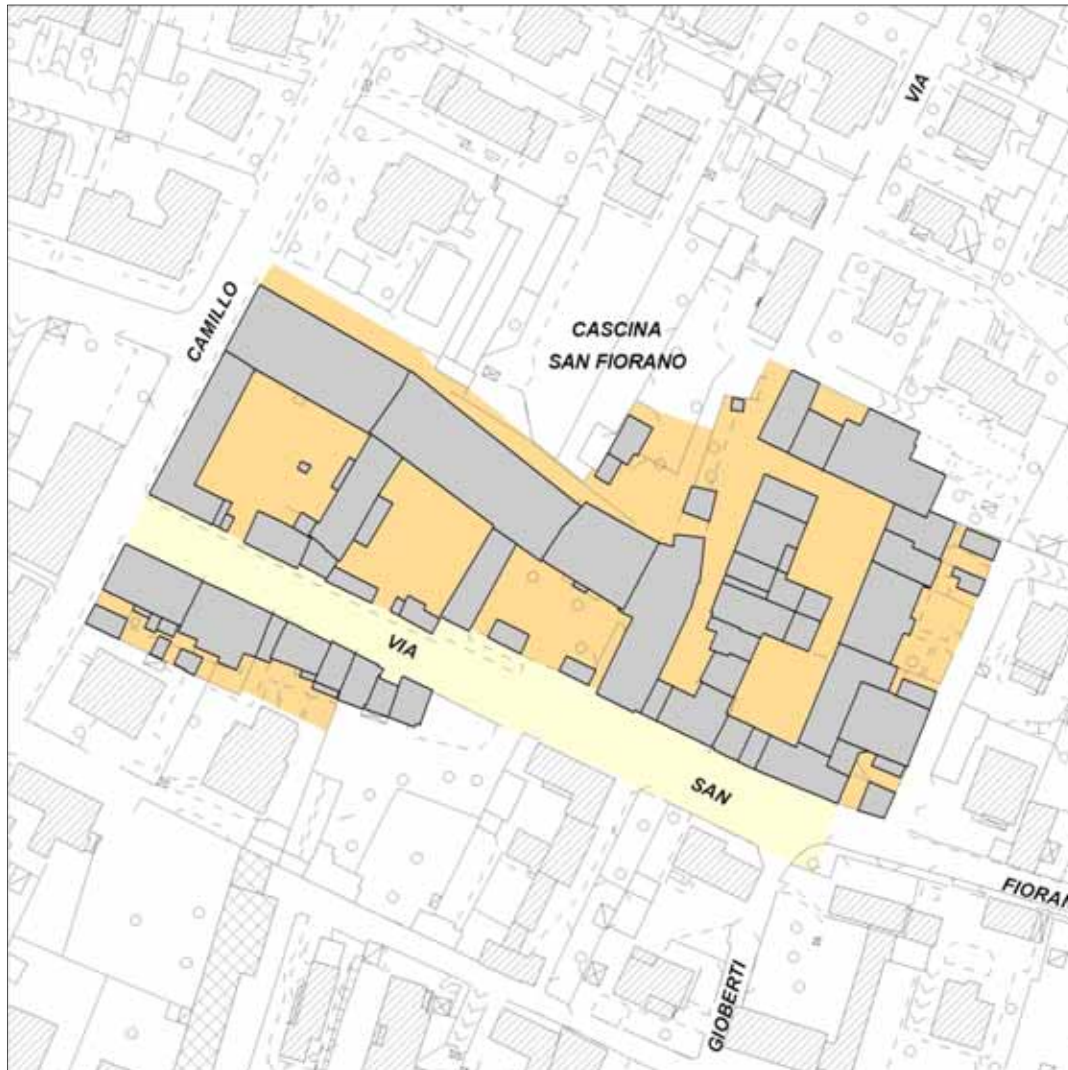 VIA
CAMILLO
CASCINA
SAN FIORANO
VIA
SAN
FIORAN
GIOBERTI